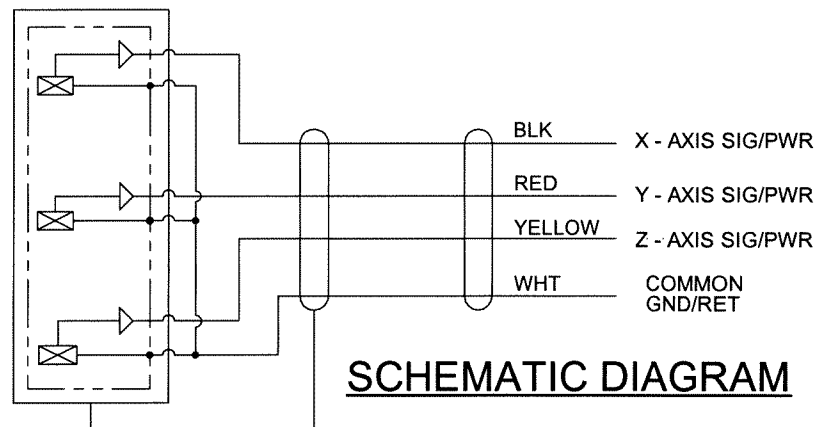 BLK
X - AXIS SIG/PWR
RED
Y - AXIS SIG/PWR
YELLOW
Z - AXIS SIG/PWR
WHT
COMMON
GND/RET
SCHEMATIC DIAGRAM